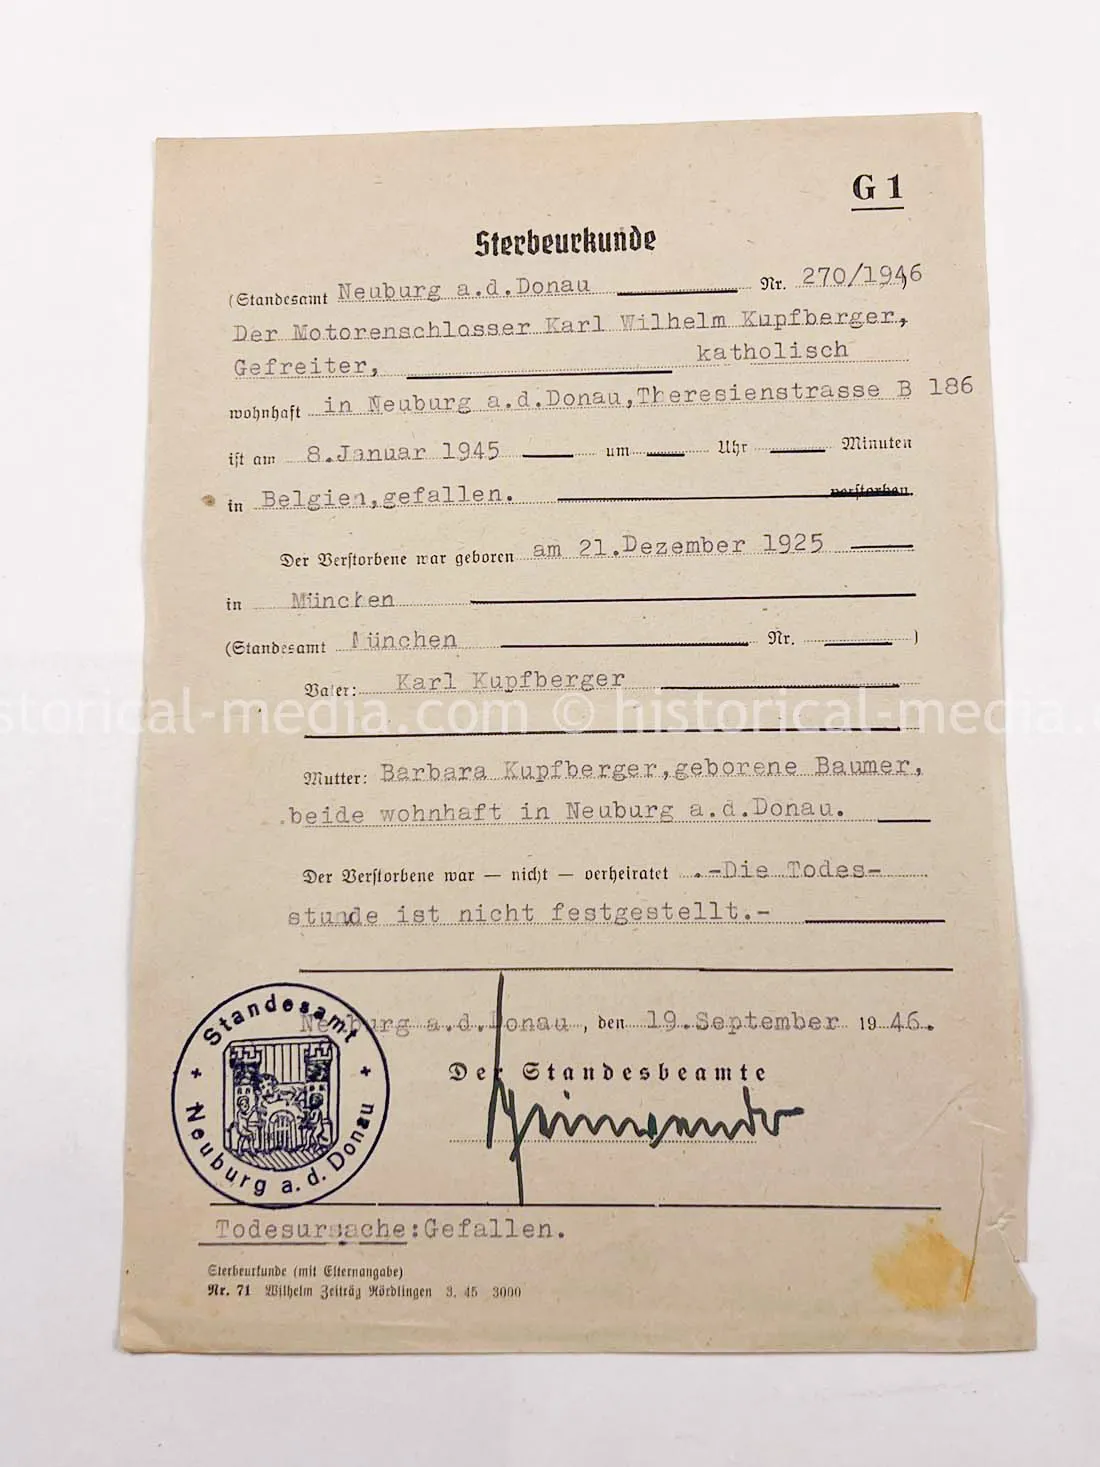 G 1
Sterbeurkunde
(Standesamt Neuburg a.d.Donau Nr. 270/1946)
Der Motorenschlosser Karl Wilhelm Kupfberger,
Gefreiter, katholisch
wohnhaft in Neuburg a.d.Donau,Theresienstrasse B 186
ist am 8.Januar 1945 um Uhr Minuten
in Belgien,gefallen. verstorben.
Der Verstorbene war geboren am 21.Dezember 1925
in München
(Standesamt München Nr. )
Vater: Karl Kupfberger
historical-media.com © historical-media.
Mutter: Barbara Kupfberger,geborene Baumer,
beide wohnhaft in Neuburg a.d.Donau.
Der Verstorbene war — nicht — verheiratet .-Die Todes-
stunde ist nicht festgestellt.-
Neuburg a.d.Donau, den 19.September 1946.
Der Standesbeamte
Standesamt
+ Neuburg a. d. Donau +
Todesursache:Gefallen.
Sterbeurkunde (mit Elternangabe)
Nr. 71 Wilhelm Zeiträg Nördlingen 3. 45 3000